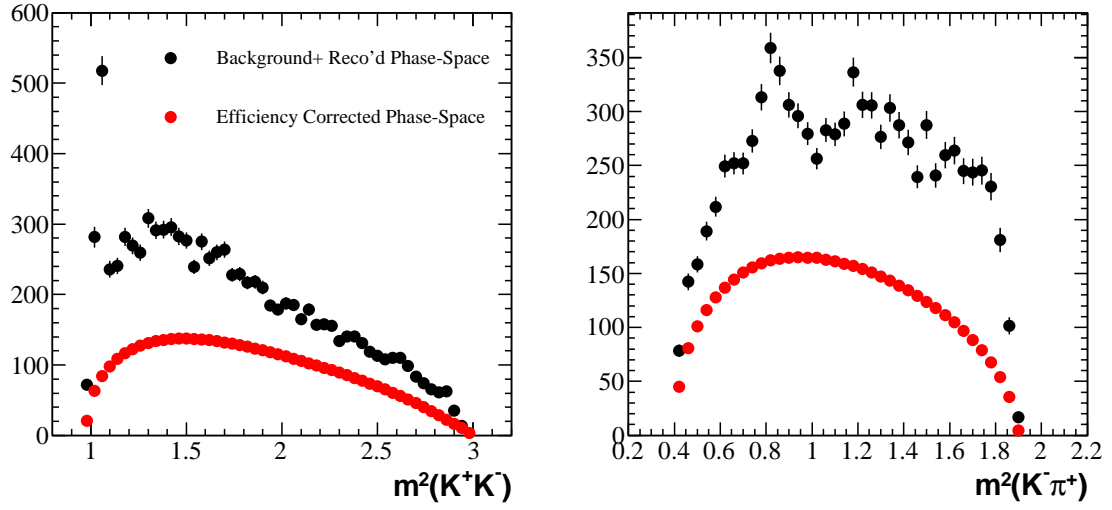 600
500
400
300
200
100
0
Background+ Reco'd Phase-Space
Efficiency Corrected Phase-Space
1 1.5 2 2.5 3
m²(K⁺K⁻)
350
300
250
200
150
100
50
0
0.2 0.4 0.6 0.8 1 1.2 1.4 1.6 1.8 2 2.2
m²(K⁻π⁺)